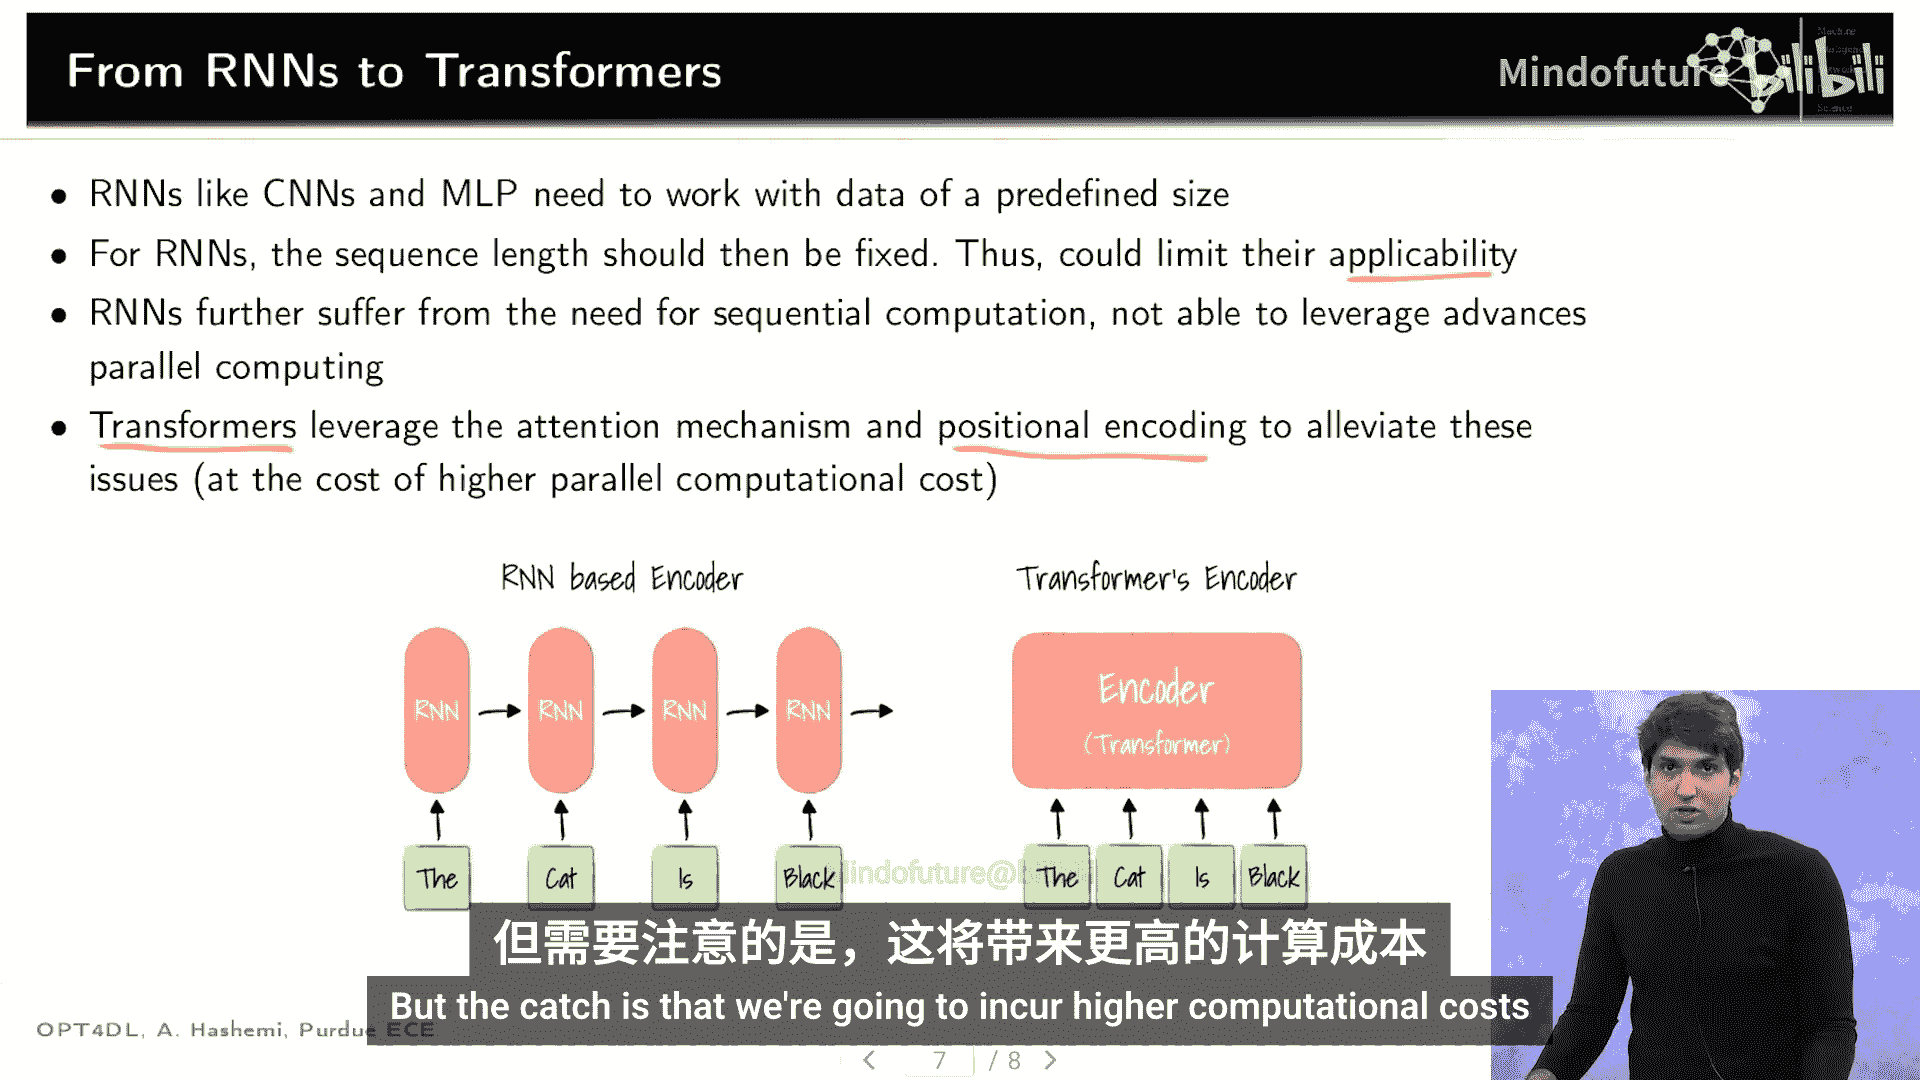 From RNNs to Transformers
Mindofuture
bilibili
Science
• RNNs like CNNs and MLP need to work with data of a predefined size
• For RNNs, the sequence length should then be fixed. Thus, could limit their applicability
• RNNs further suffer from the need for sequential computation, not able to leverage advances
parallel computing
• Transformers leverage the attention mechanism and positional encoding to alleviate these
issues (at the cost of higher parallel computational cost)
RNN based Encoder
Transformer's Encoder
RNN RNN RNN RNN
Encoder
(Transformer)
The Cat Is Black
The Cat Is Black
但需要注意的是，这将带来更高的计算成本
But the catch is that we're going to incur higher computational costs
OPT4DL, A. Hashemi, Purdue ECE
7 / 8